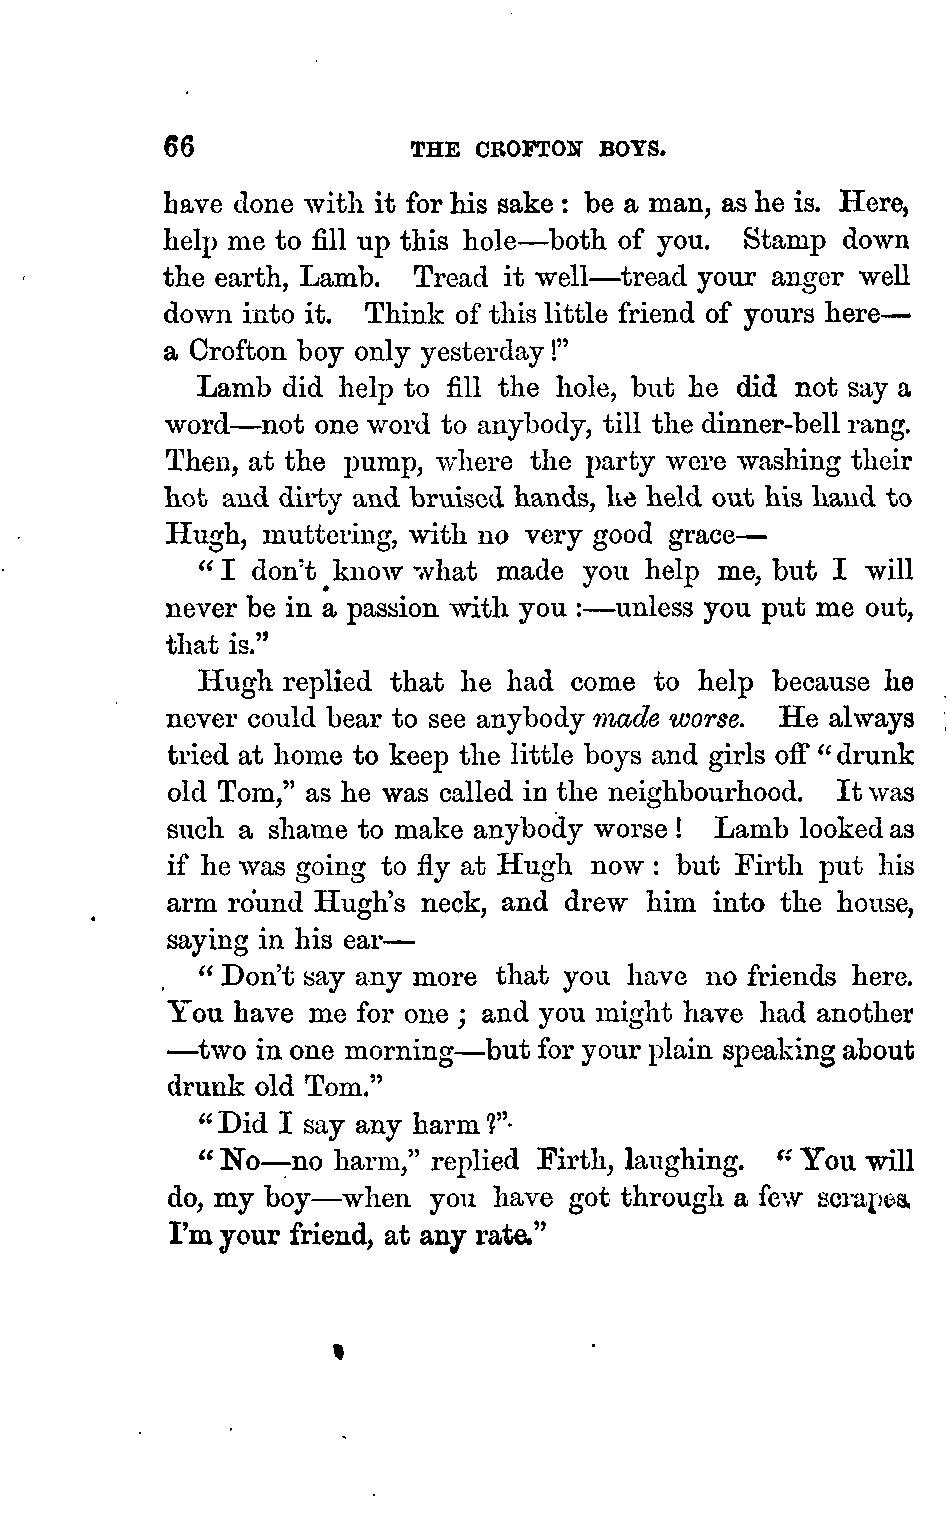 66 THE CROFTON BOYS.
have done with it for his sake : be a man, as he is. Here,
help me to fill up this hole—both of you. Stamp down
the earth, Lamb. Tread it well—tread your anger well
down into it. Think of this little friend of yours here—
a Crofton boy only yesterday !”
Lamb did help to fill the hole, but he did not say a
word—not one word to anybody, till the dinner-bell rang.
Then, at the pump, where the party were washing their
hot and dirty and bruised hands, he held out his hand to
Hugh, muttering, with no very good grace—
“ I don't know what made you help me, but I will
never be in a passion with you :—unless you put me out,
that is.”
Hugh replied that he had come to help because he
never could bear to see anybody made worse. He always
tried at home to keep the little boys and girls off “ drunk
old Tom,” as he was called in the neighbourhood. It was
such a shame to make anybody worse ! Lamb looked as
if he was going to fly at Hugh now : but Firth put his
arm round Hugh's neck, and drew him into the house,
saying in his ear—
“ Don't say any more that you have no friends here.
You have me for one ; and you might have had another
—two in one morning—but for your plain speaking about
drunk old Tom.”
“ Did I say any harm ?”
“ No—no harm,” replied Firth, laughing. “ You will
do, my boy—when you have got through a few scrapes.
I'm your friend, at any rate.”